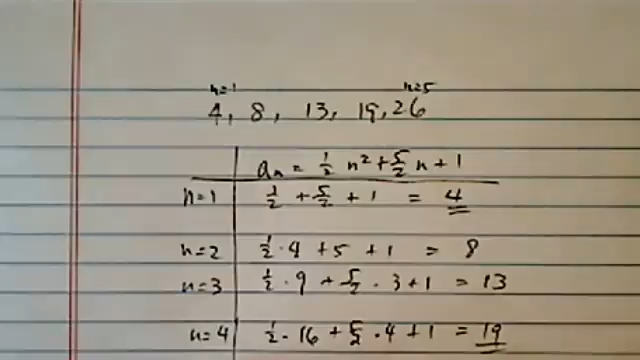 n=1 n=5
4, 8, 13, 19, 26
aₙ = 1/2 n² + 5/2 n + 1
n=1 1/2 + 5/2 + 1 = 4
n=2 1/2 · 4 + 5 + 1 = 8
n=3 1/2 · 9 + 5/2 · 3 + 1 = 13
n=4 1/2 · 16 + 5/2 · 4 + 1 = 19